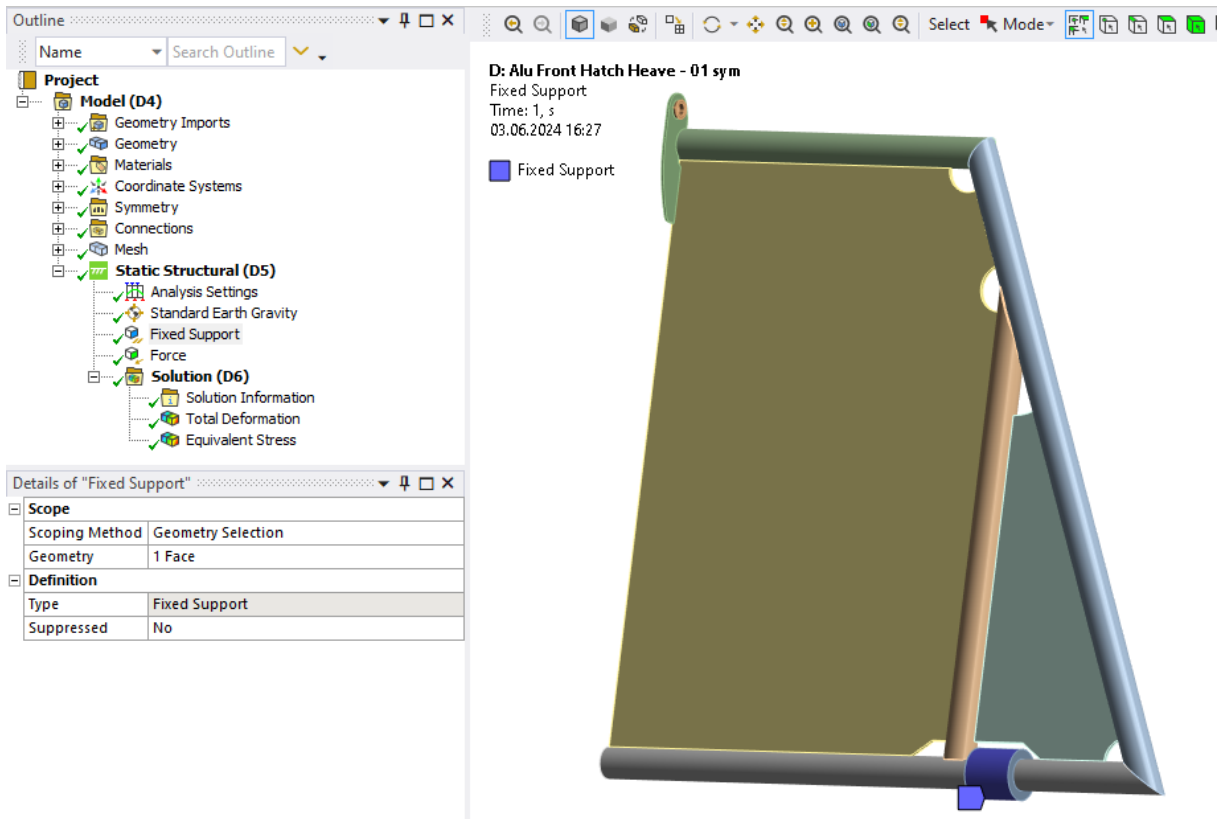 Outline
Name
Search Outline
Project
Model (D4)
Geometry Imports
Geometry
Materials
Coordinate Systems
Symmetry
Connections
Mesh
Static Structural (D5)
Analysis Settings
Standard Earth Gravity
Fixed Support
Force
Solution (D6)
Solution Information
Total Deformation
Equivalent Stress
Details of "Fixed Support"
Scope
Scoping Method Geometry Selection
Geometry 1 Face
Definition
Type Fixed Support
Suppressed No
Select Mode
D: Alu Front Hatch Heave - 01 sym
Fixed Support
Time: 1, s
03.06.2024 16:27
Fixed Support